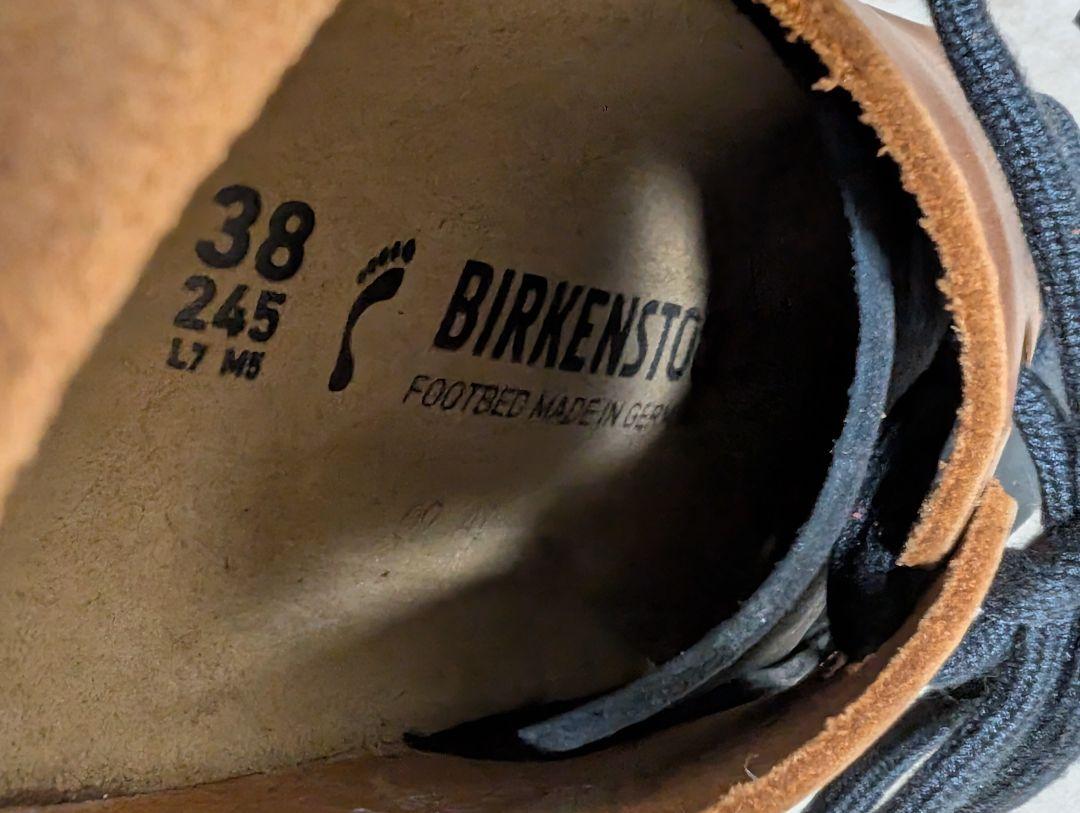 38
245
L7 M5
BIRKENSTO
FOOTBED MADE IN GER